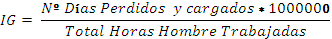 IG = Nº Días Perdidos y cargados * 1000000
Total Horas Hombre Trabajadas